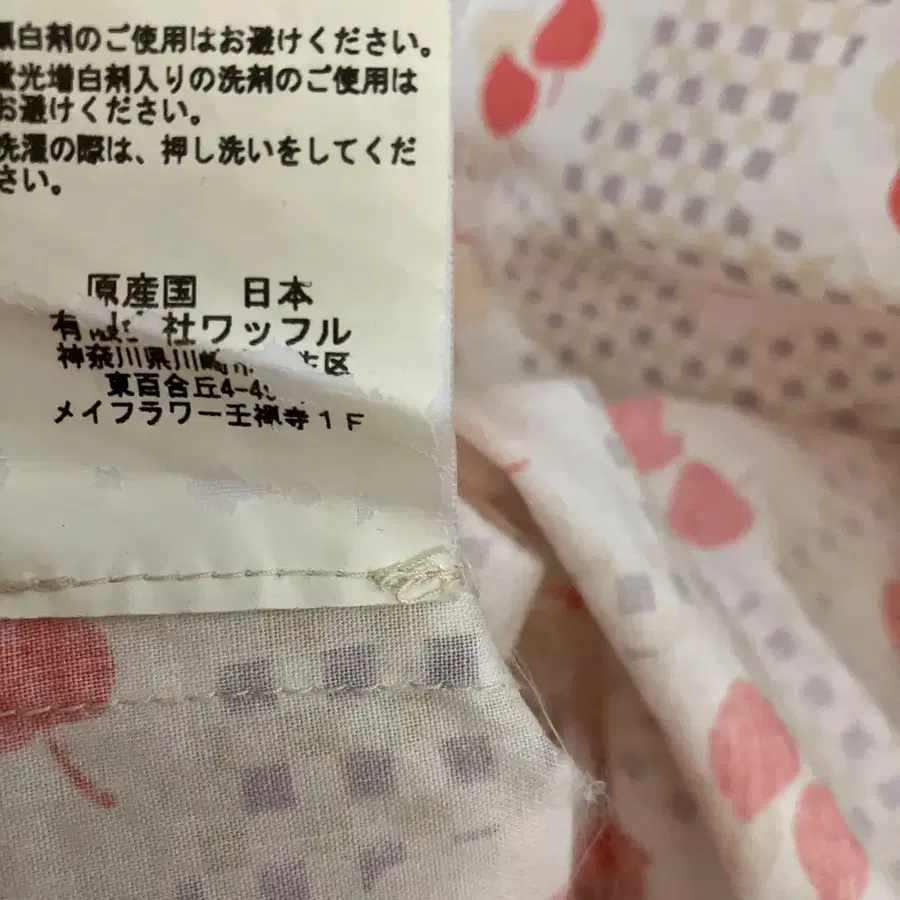 白剤のご使用はお避けください。
光増白剤入りの洗剤のご使用は
お避けください。
洗濯の際は、押し洗いをしてくだ
さい。
原産国 日本
有 社ワッフル
神奈川県川崎 区
東百合丘4-4
メイフラワー王禅寺1F